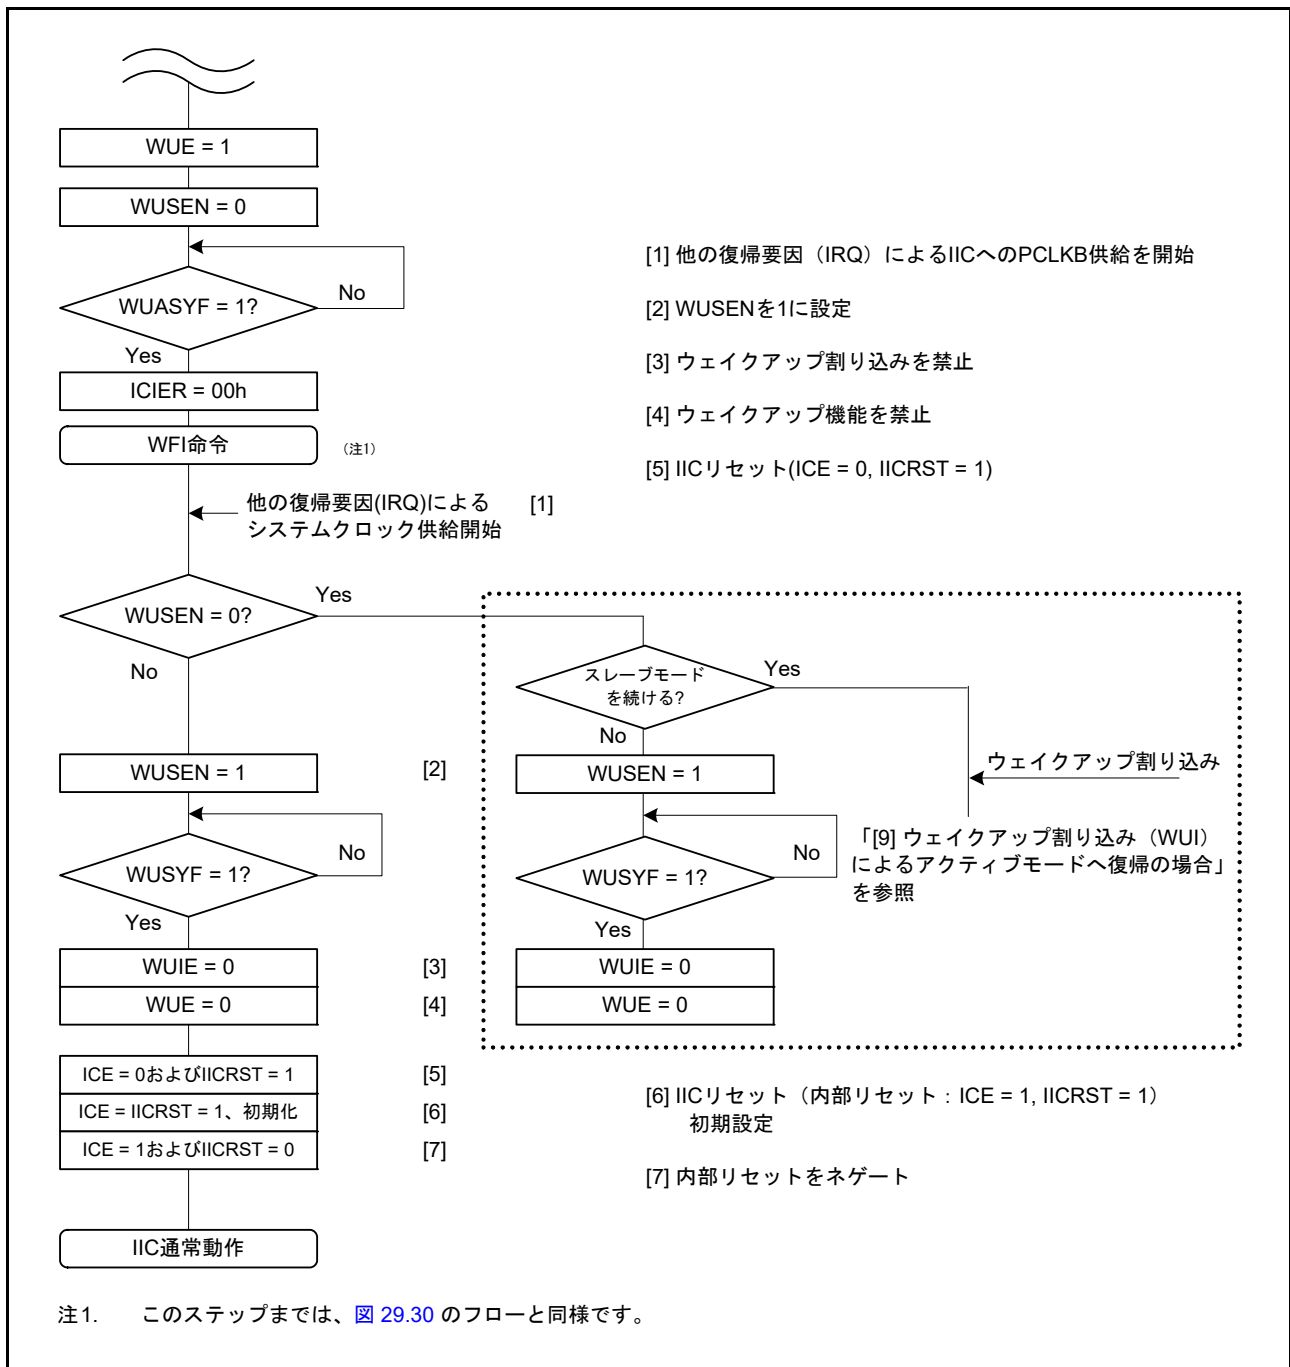 WUE = 1
WUSEN = 0
WUASYF = 1?
No
Yes
ICIER = 00h
WFI命令
（注1）
他の復帰要因(IRQ)による
システムクロック供給開始
[1]
[1] 他の復帰要因（IRQ）によるIICへのPCLKB供給を開始
[2] WUSENを1に設定
[3] ウェイクアップ割り込みを禁止
[4] ウェイクアップ機能を禁止
[5] IICリセット(ICE = 0, IICRST = 1)
WUSEN = 0?
Yes
No
WUSEN = 1
[2]
WUSYF = 1?
No
Yes
WUIE = 0
[3]
WUE = 0
[4]
スレーブモード
を続ける?
Yes
No
WUSEN = 1
WUSYF = 1?
No
Yes
WUIE = 0
WUE = 0
ウェイクアップ割り込み
「[9] ウェイクアップ割り込み（WUI）
によるアクティブモードへ復帰の場合」
を参照
ICE = 0およびIICRST = 1
[5]
ICE = IICRST = 1、初期化
[6]
ICE = 1およびIICRST = 0
[7]
[6] IICリセット（内部リセット：ICE = 1, IICRST = 1）
初期設定
[7] 内部リセットをネゲート
IIC通常動作
注1. このステップまでは、図 29.30 のフローと同様です。